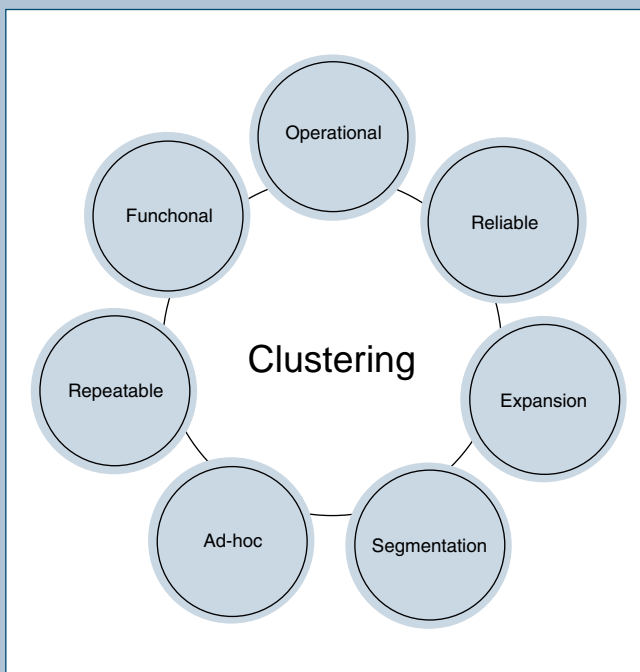 Operational
Reliable
Expansion
Segmentation
Ad-hoc
Repeatable
Funchonal
Clustering